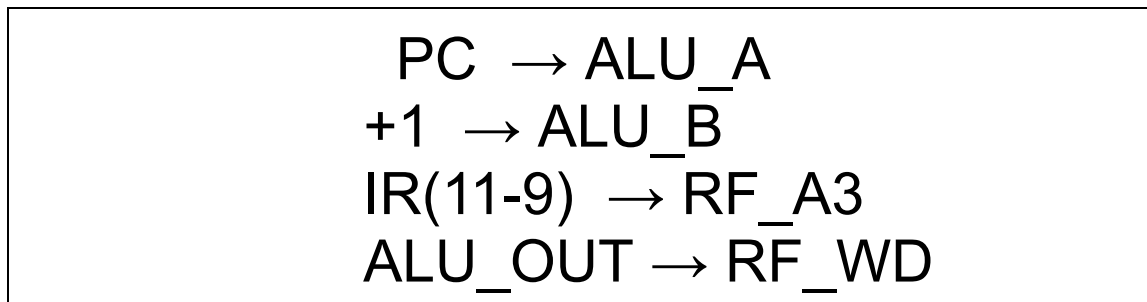 PC → ALU_A
+1 → ALU_B
IR(11-9) → RF_A3
ALU_OUT → RF_WD